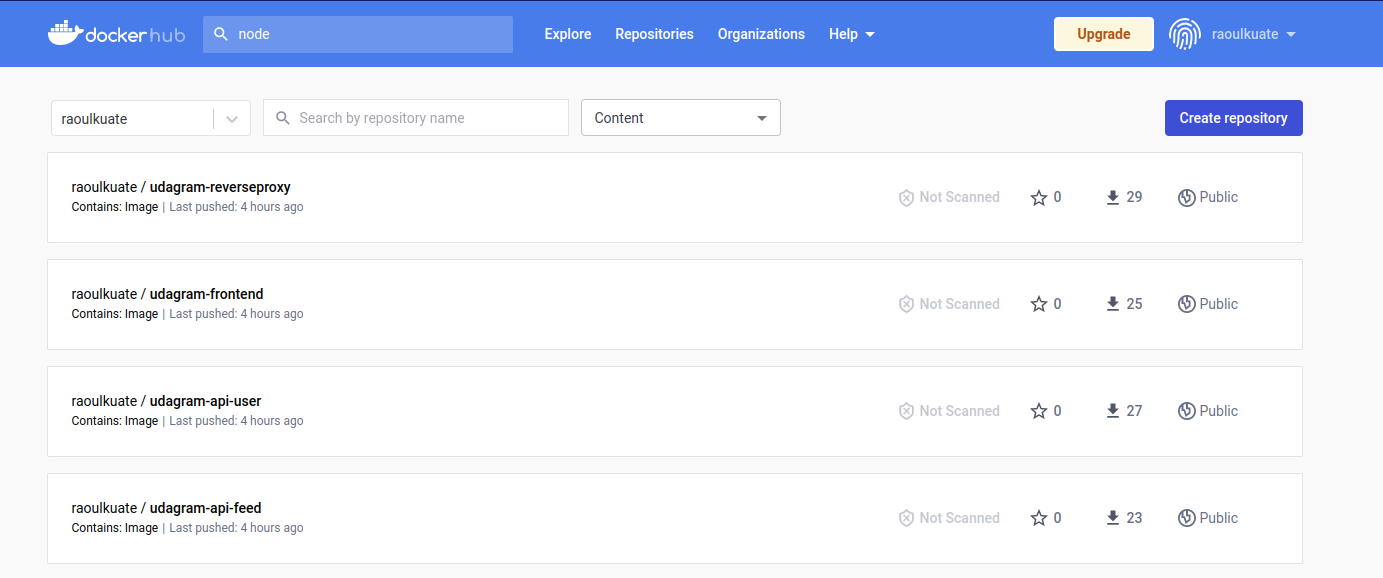 dockerhub node Explore Repositories Organizations Help Upgrade raoulkuate
raoulkuate Search by repository name Content Create repository
raoulkuate / udagram-reverseproxy
Contains: Image | Last pushed: 4 hours ago
Not Scanned 0 29 Public
raoulkuate / udagram-frontend
Contains: Image | Last pushed: 4 hours ago
Not Scanned 0 25 Public
raoulkuate / udagram-api-user
Contains: Image | Last pushed: 4 hours ago
Not Scanned 0 27 Public
raoulkuate / udagram-api-feed
Contains: Image | Last pushed: 4 hours ago
Not Scanned 0 23 Public